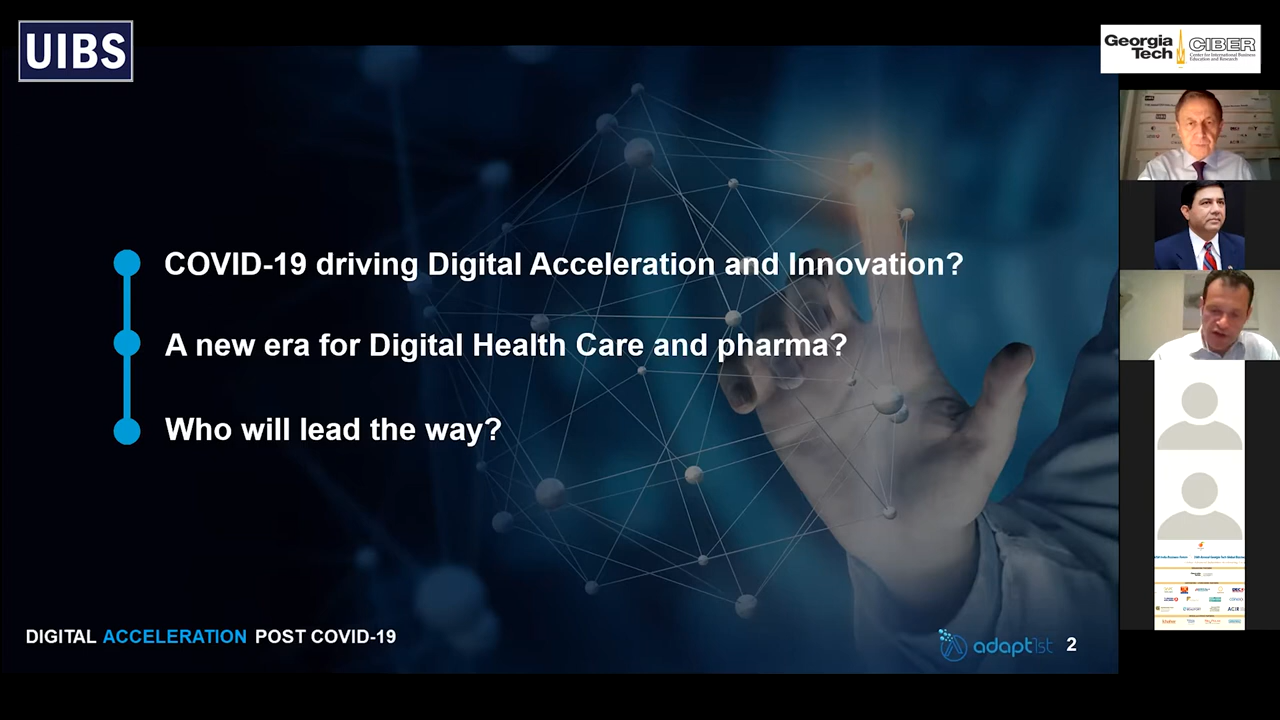 UIBS
Georgia
Tech
CIBER
Center for International Business
Education and Research
COVID-19 driving Digital Acceleration and Innovation?
A new era for Digital Health Care and pharma?
Who will lead the way?
DIGITAL ACCELERATION POST COVID-19
adapt1st
2